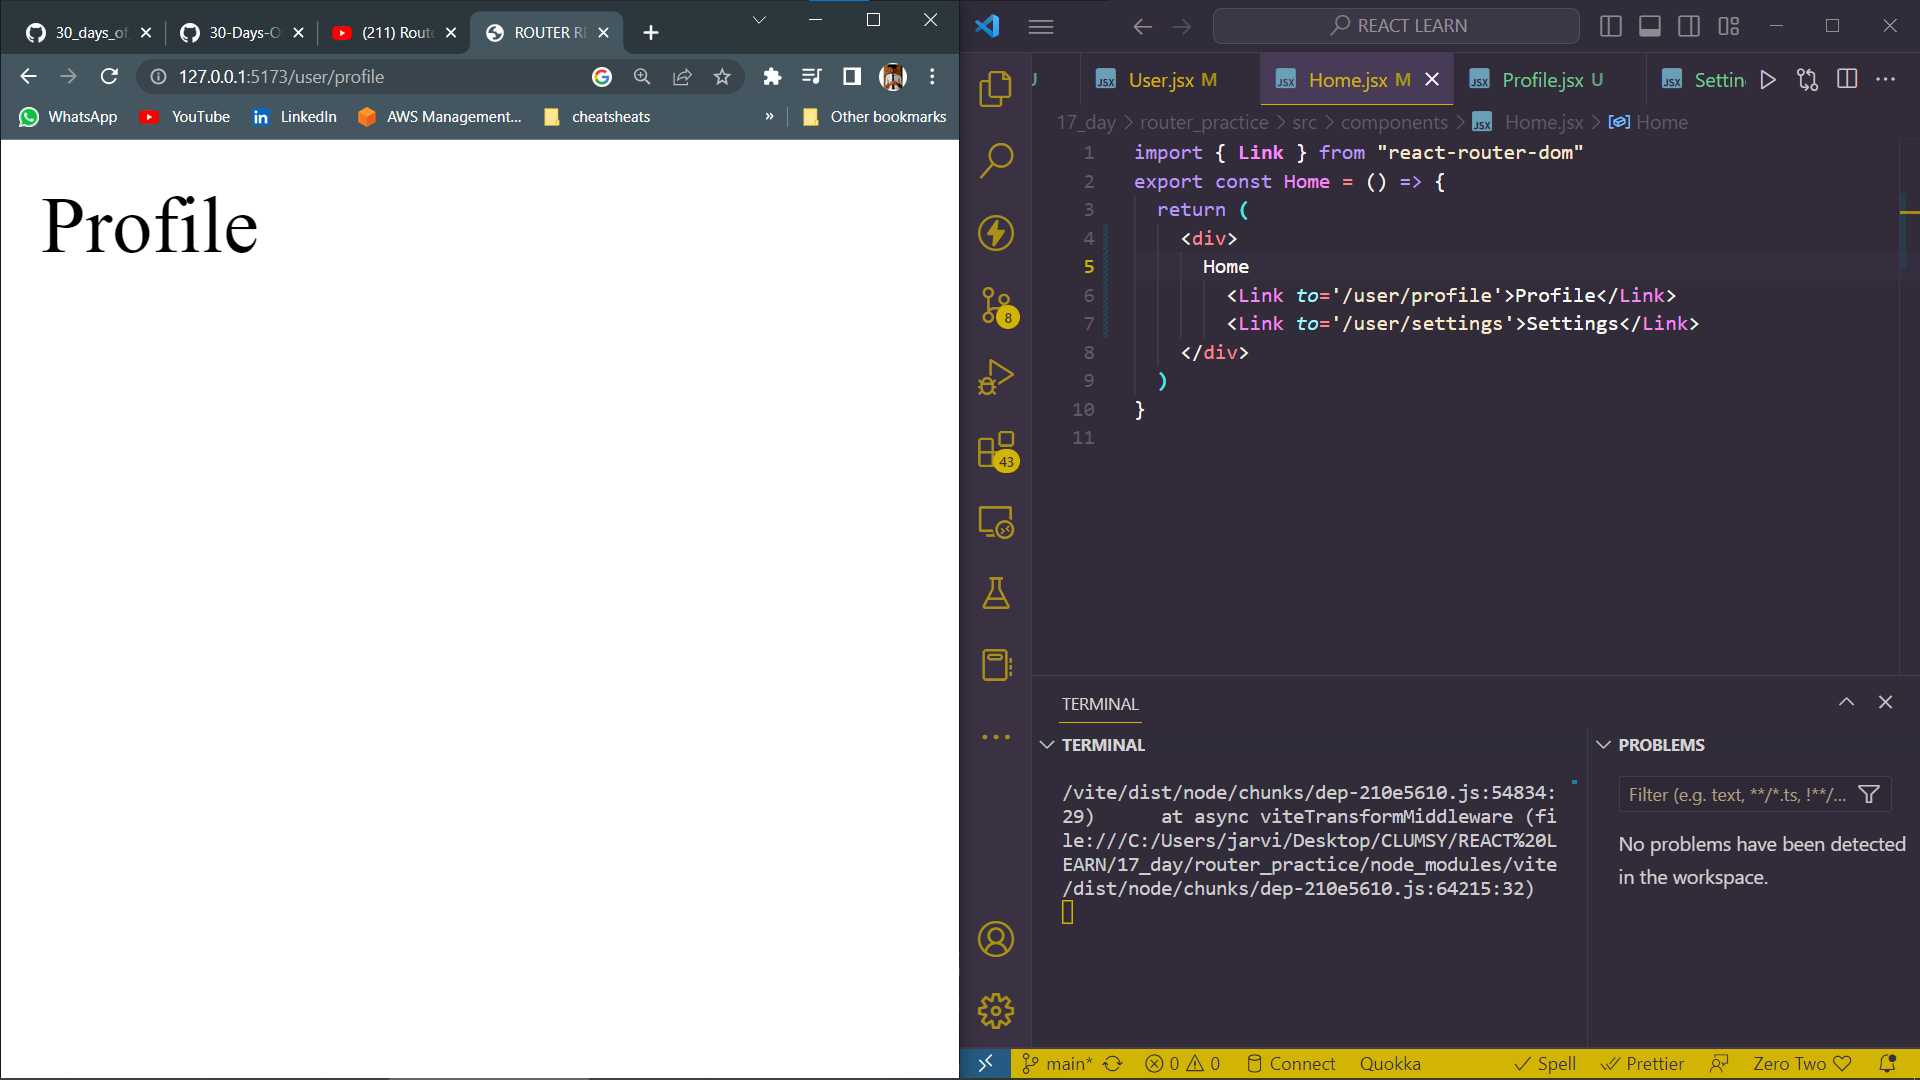 30_days_of
30-Days-O
(211) Route
ROUTER RE
127.0.0.1:5173/user/profile
WhatsApp
YouTube
LinkedIn
AWS Management...
cheatsheats
»
Other bookmarks
Profile
REACT LEARN
U
User.jsx M
Home.jsx M
Profile.jsx U
Settin
17_day > router_practice > src > components > Home.jsx > Home
1 import { Link } from "react-router-dom"
2 export const Home = () => {
3 return (
4 <div>
5 Home
6 <Link to='/user/profile'>Profile</Link>
7 <Link to='/user/settings'>Settings</Link>
8 </div>
9 )
10 }
11
8
43
TERMINAL
TERMINAL
/vite/dist/node/chunks/dep-210e5610.js:54834:
29)      at async viteTransformMiddleware (fi
le:///C:/Users/jarvi/Desktop/CLUMSY/REACT%20L
EARN/17_day/router_practice/node_modules/vite
/dist/node/chunks/dep-210e5610.js:64215:32)
PROBLEMS
Filter (e.g. text, **/*.ts, !**/...
No problems have been detected
in the workspace.
main* 0 0 Connect Quokka Spell Prettier Zero Two